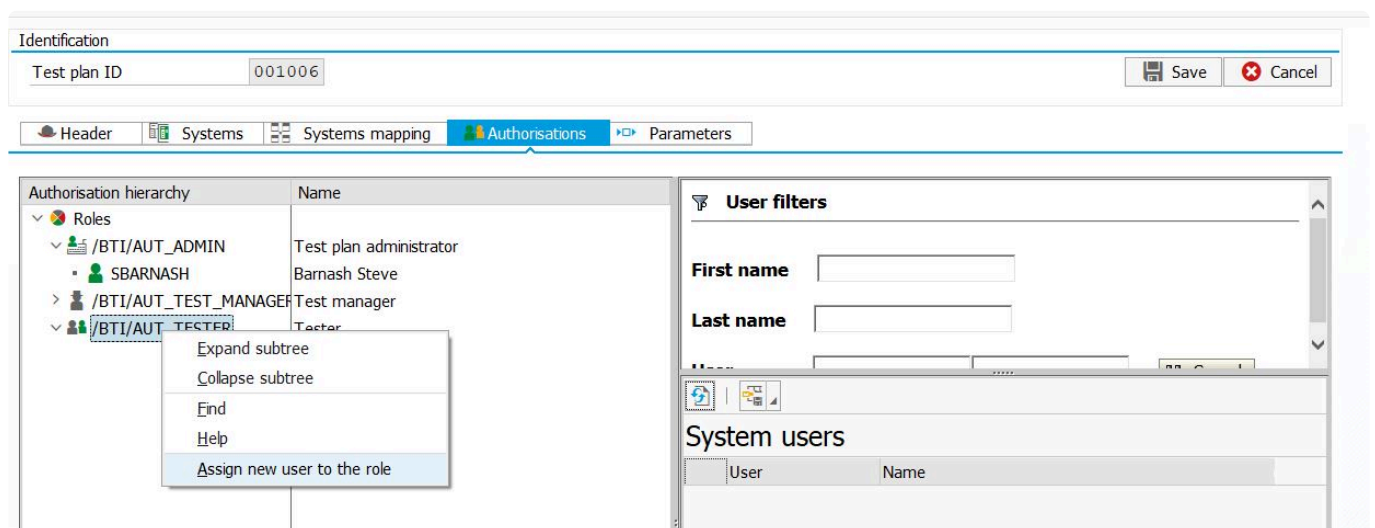 Identification
Test plan ID 001006 Save Cancel
Header Systems Systems mapping Authorisations Parameters
Authorisation hierarchy Name
Roles
/BTI/AUT_ADMIN Test plan administrator
SBARNASH Barnash Steve
/BTI/AUT_TEST_MANAGER Test manager
/BTI/AUT_TESTER Tester
Expand subtree
Collapse subtree
Find
Help
Assign new user to the role
User filters
First name
Last name
System users
User Name